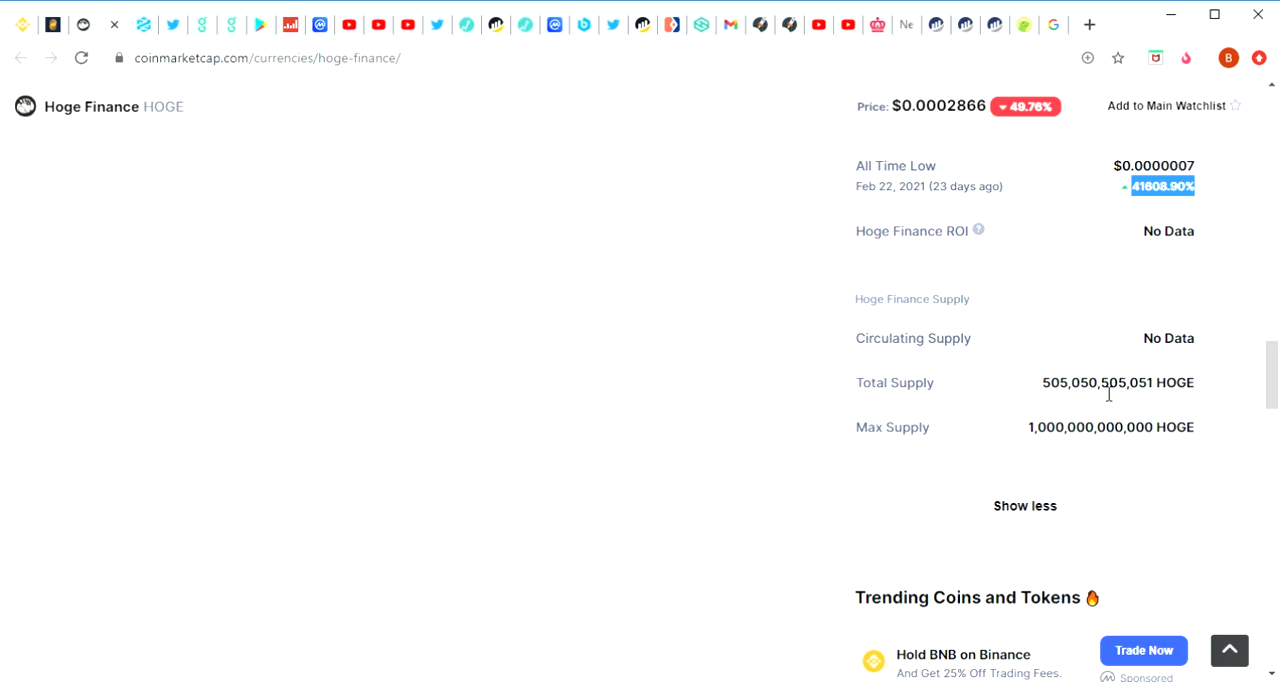 Ne
coinmarketcap.com/currencies/hoge-finance/
B
Hoge Finance HOGE
Price: $0.0002866 49.76%
Add to Main Watchlist
All Time Low $0.0000007
Feb 22, 2021 (23 days ago) 41608.90%
Hoge Finance ROI ? No Data
Hoge Finance Supply
Circulating Supply No Data
Total Supply 505,050,505,051 HOGE
Max Supply 1,000,000,000,000 HOGE
Show less
Trending Coins and Tokens 🔥
Hold BNB on Binance
And Get 25% Off Trading Fees.
Trade Now
Sponsored